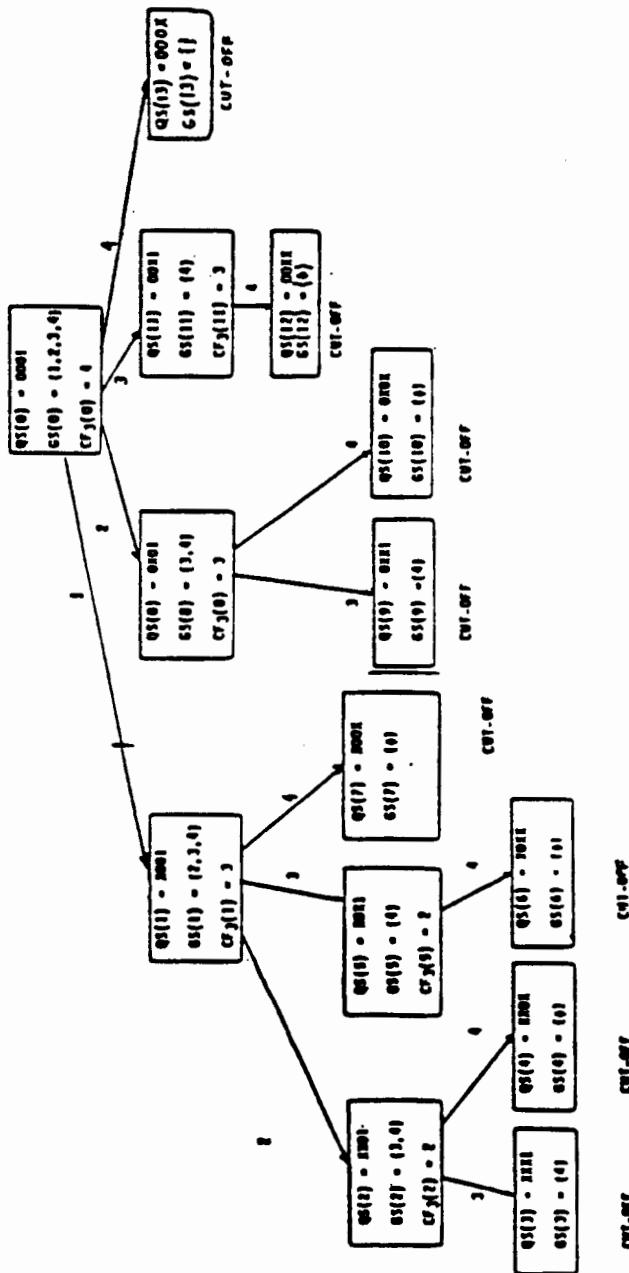 QS(0) = 0001
GS(0) = {1,2,3,4}
CF₃(0) = 4
1
2
3
4
QS(1) = X001
GS(1) = {2,3,4}
CF₃(1) = 3
QS(8) = 0X01
GS(8) = {3,4}
CF₃(8) = 3
QS(11) = 00X1
GS(11) = {4}
CF₃(11) = 3
QS(13) = 000X
GS(13) = { }
CUT-OFF
2
3
4
3
4
4
QS(2) = XX01
GS(2) = {3,4}
CF₃(2) = 2
QS(5) = X0X1
GS(5) = {4}
CF₃(5) = 2
QS(7) = X00X
GS(7) = {φ}
CUT-OFF
QS(9) = 0XX1
GS(9) = {4}
CUT-OFF
QS(10) = 0X0X
GS(10) = {φ}
CUT-OFF
QS(12) = 00XX
GS(12) = {φ}
CUT-OFF
3
4
4
QS(3) = XXX1
GS(3) = {4}
CUT-OFF
QS(4) = XX0X
GS(4) = {φ}
CUT-OFF
QS(6) = X0XX
GS(6) = {φ}
CUT-OFF